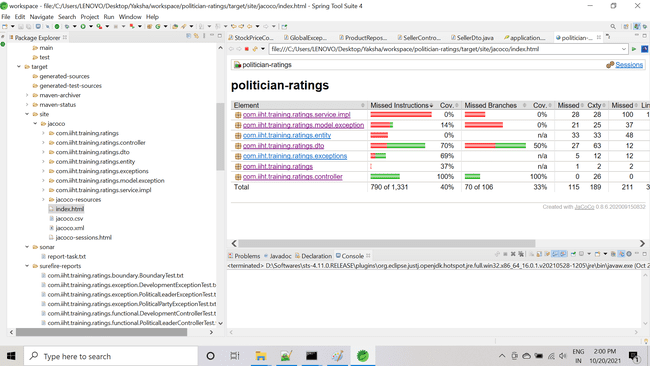 workspace - file:/C:/Users/LENOVO/Desktop/Yaksha/workspace/politician-ratings/target/site/jacoco/index.html - Spring Tool Suite 4
File Edit Navigate Search Project Run Window Help
Package Explorer
main
test
target
generated-sources
generated-test-sources
maven-archiver
maven-status
site
jacoco
com.iiht.training.ratings
com.iiht.training.ratings.controller
com.iiht.training.ratings.dto
com.iiht.training.ratings.entity
com.iiht.training.ratings.exceptions
com.iiht.training.ratings.model.exception
com.iiht.training.ratings.service.impl
jacoco-resources
index.html
jacoco.csv
jacoco.xml
jacoco-sessions.html
sonar
report-task.txt
surefire-reports
com.iiht.training.ratings.boundary.BoundaryTest.txt
com.iiht.training.ratings.exception.DevelopmentExceptionTest.txt
com.iiht.training.ratings.exception.PoliticalLeaderExceptionTest.txt
com.iiht.training.ratings.exception.PoliticalPartyExceptionTest.txt
com.iiht.training.ratings.functional.DevelopmentControllerTest.txt
com.iiht.training.ratings.functional.PoliticalLeaderControllerTest.
StockPriceCo... GlobalExcep... ProductRepos... SellerContro... SellerDto.java application.... politician-...
file:///C:/Users/LENOVO/Desktop/Yaksha/workspace/politician-ratings/target/site/jacoco/index.html
politician-ratings Sessions
politician-ratings
Element Missed Instructions Cov. Missed Branches Cov. Missed Cxty Missed Lin
com.iiht.training.ratings.service.impl 0% 0% 28 28 100
com.iiht.training.ratings.model.exception 14% 0% 21 25 37
com.iiht.training.ratings.entity 0% n/a 33 33 48
com.iiht.training.ratings.dto 70% 50% 27 63 12
com.iiht.training.ratings.exceptions 69% n/a 5 12 12
com.iiht.training.ratings 37% n/a 1 2 2
com.iiht.training.ratings.controller 100% 100% 0 26 0
Total 790 of 1,331 40% 70 of 106 33% 115 189 211 3
Created with JaCoCo 0.8.6.202009150832
Problems Javadoc Declaration Console
<terminated> D:\Softwares\sts-4.11.0.RELEASE\plugins\org.eclipse.justj.openjdk.hotspot.jre.full.win32.x86_64_16.0.1.v20210528-1205\jre\bin\javaw.exe (Oct 2
Type here to search
ENG
IN
2:00 PM
10/20/2021